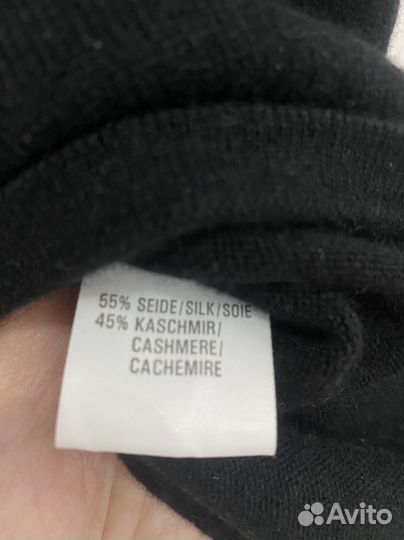 55% SEIDE/SILK/SOIE
45% KASCHMIR/
CASHMERE/
CACHEMIRE
Avito